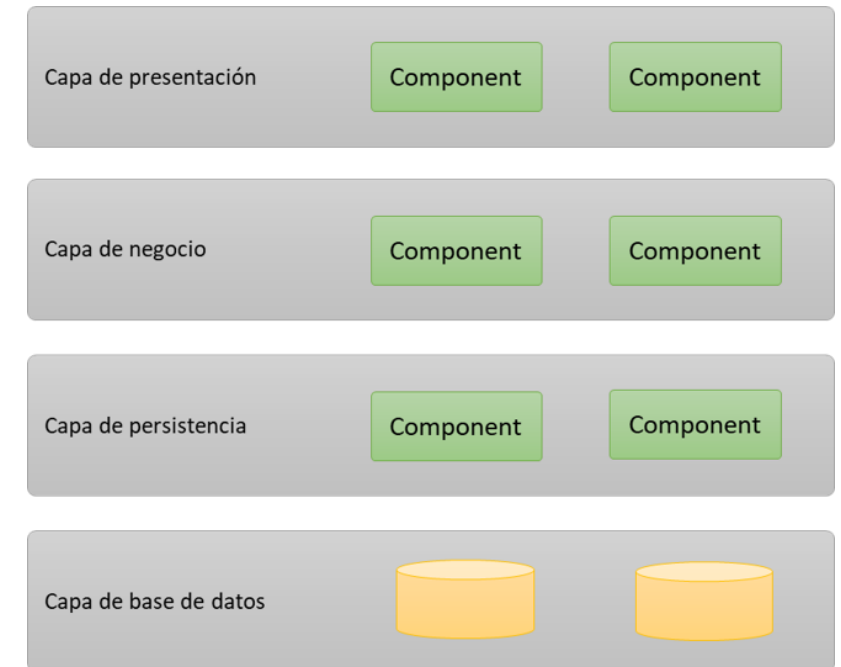 Capa de presentación
Component
Component
Capa de negocio
Component
Component
Capa de persistencia
Component
Component
Capa de base de datos